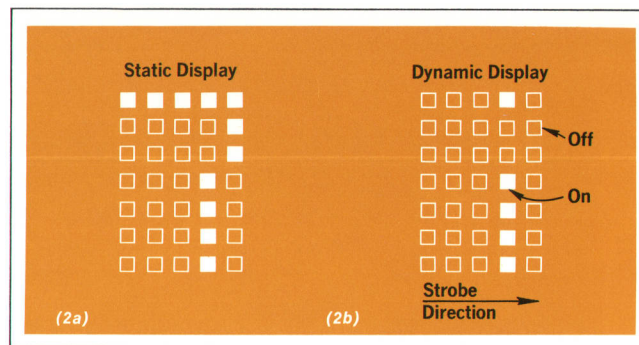 Static Display
Dynamic Display
Off
On
Strobe
Direction
(2a)
(2b)